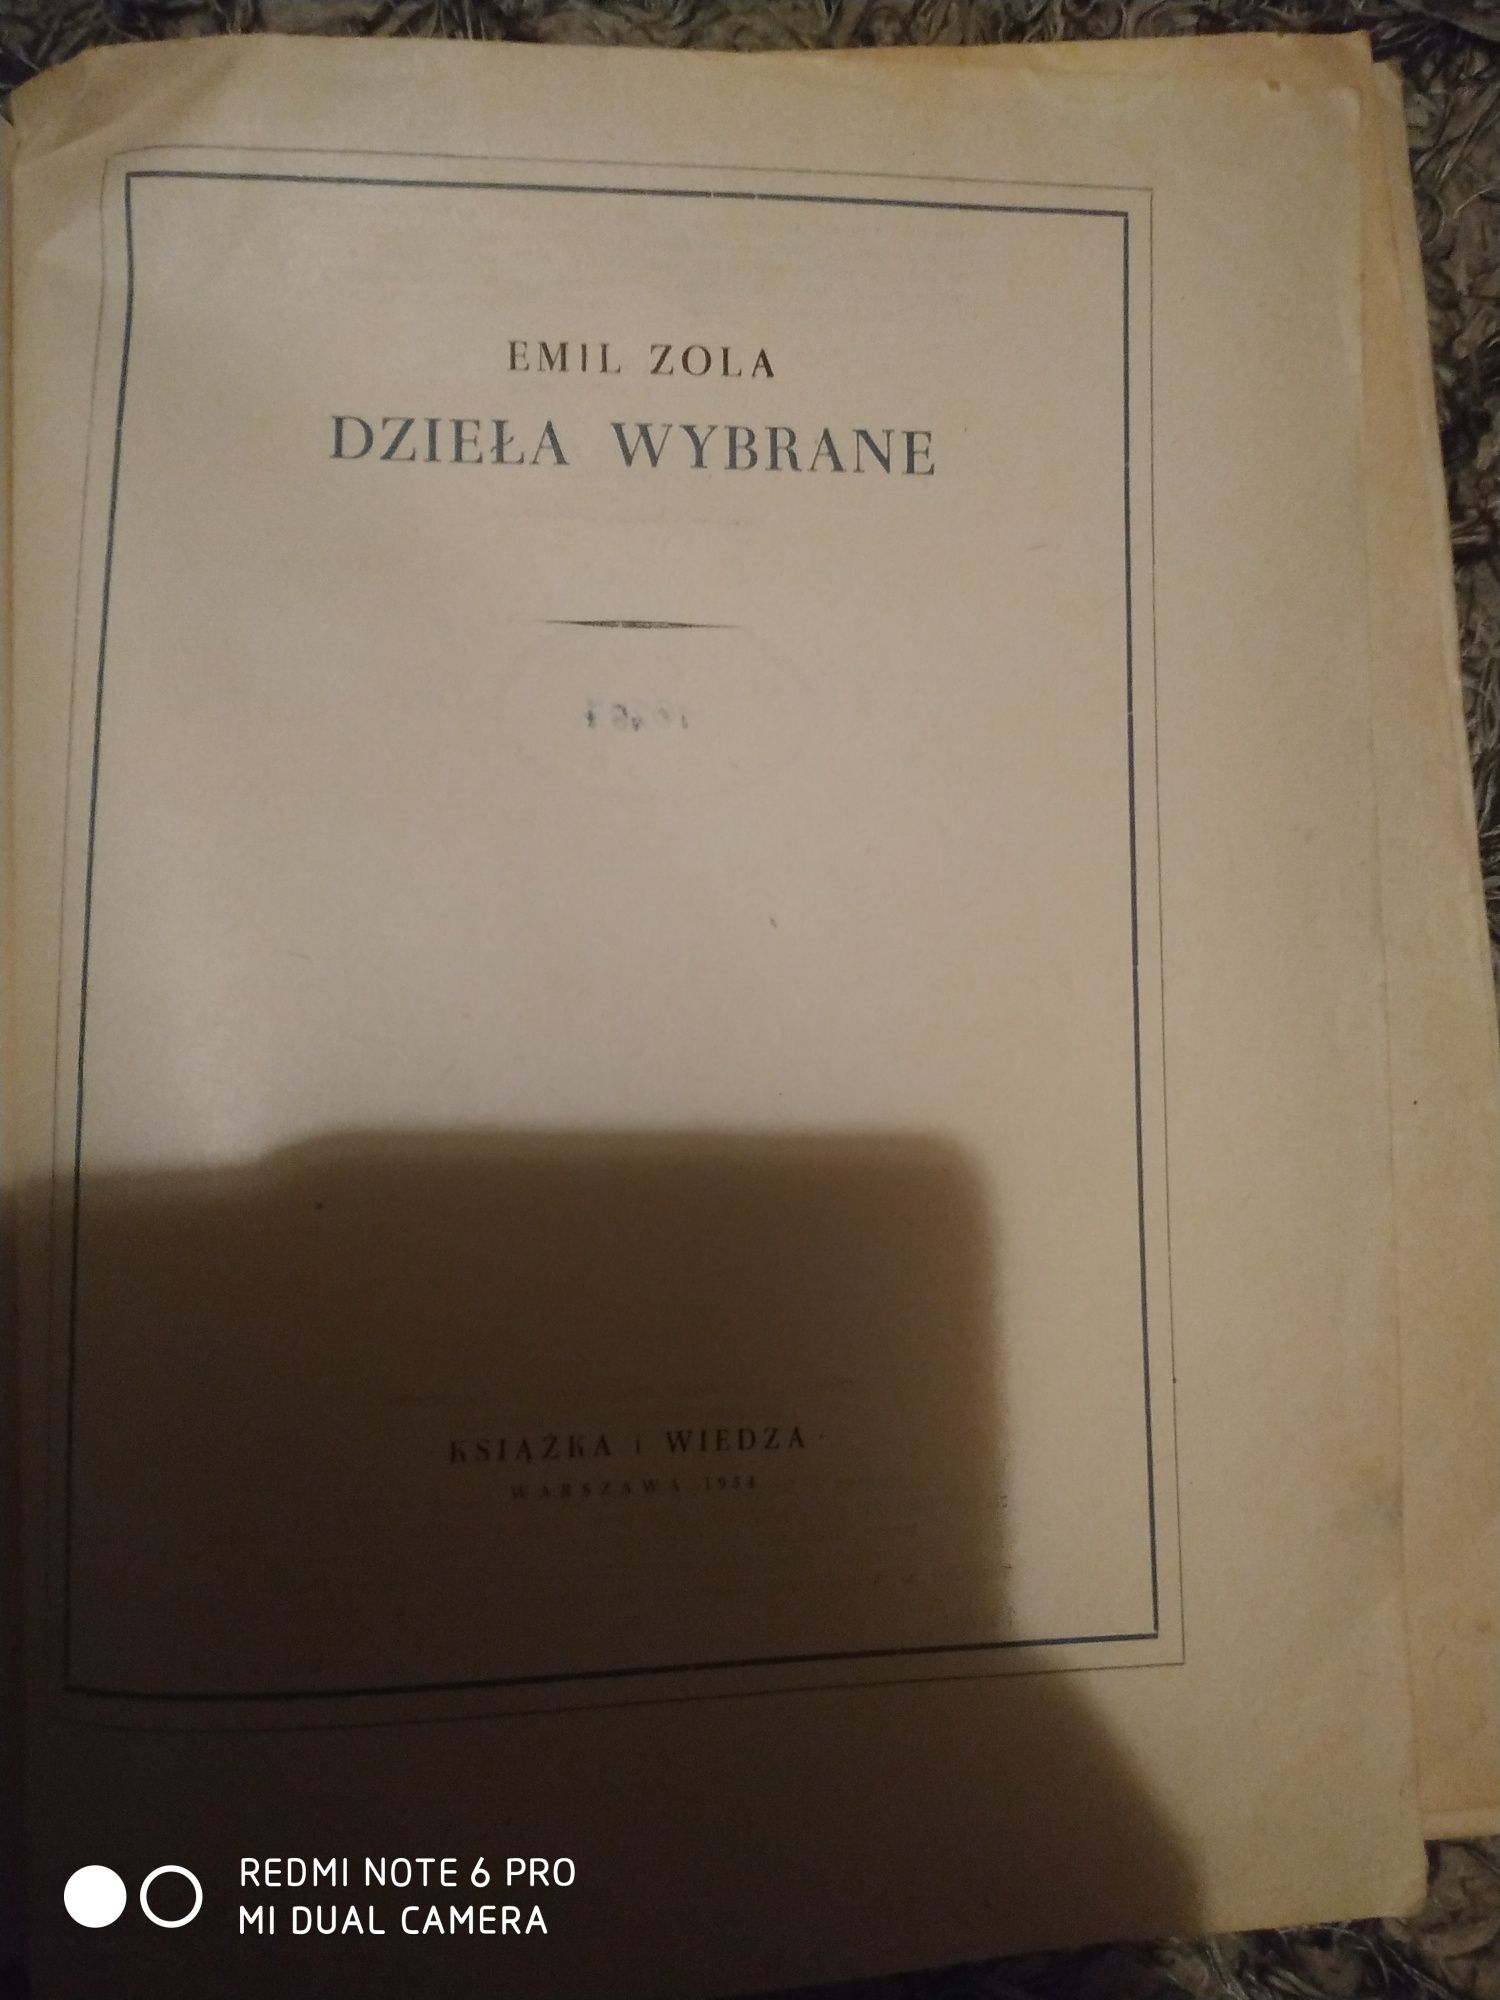 EMIL ZOLA
DZIEŁA WYBRANE
KSIĄŻKA i WIEDZA
WARSZAWA 1954
REDMI NOTE 6 PRO
MI DUAL CAMERA